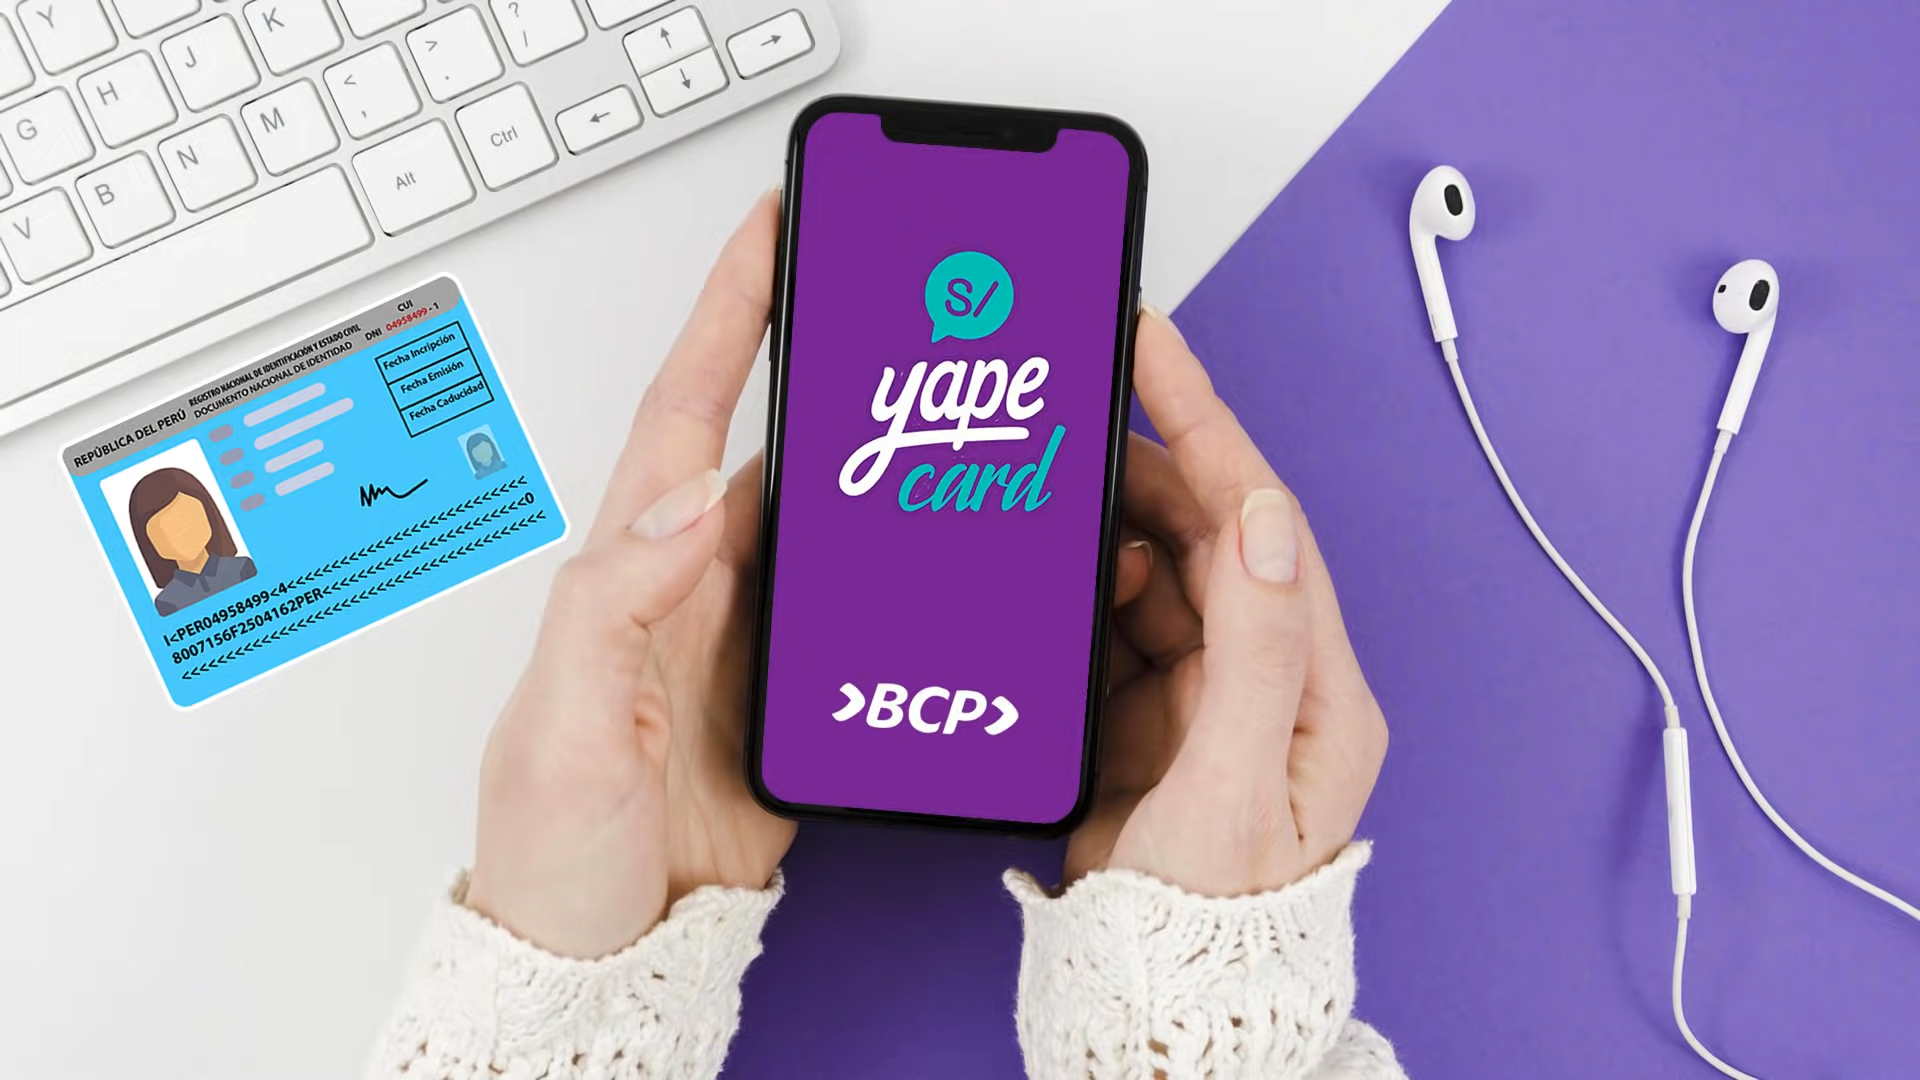 Y
K
?
/
H
J
>
.
G
M
<
,
N
Ctrl
B
Alt
V
REPÚBLICA DEL PERÚ
REGISTRO NACIONAL DE IDENTIFICACIÓN Y ESTADO CIVIL
DOCUMENTO NACIONAL DE IDENTIDAD
CUI
DNI 04958499-1
Fecha Incripción
Fecha Emisión
Fecha Caducidad
I<PER04958499<4<<<<<<<<<<<<<<<<<<<<<<<<<
8007156F2504162PER<<<<<<<<<<<<<<<<<<<<<0
<<<<<<<<<<<<<<<<<<<<<<<<<<<<<<<<<<<<<<<
S/
yape
card
>BCP>